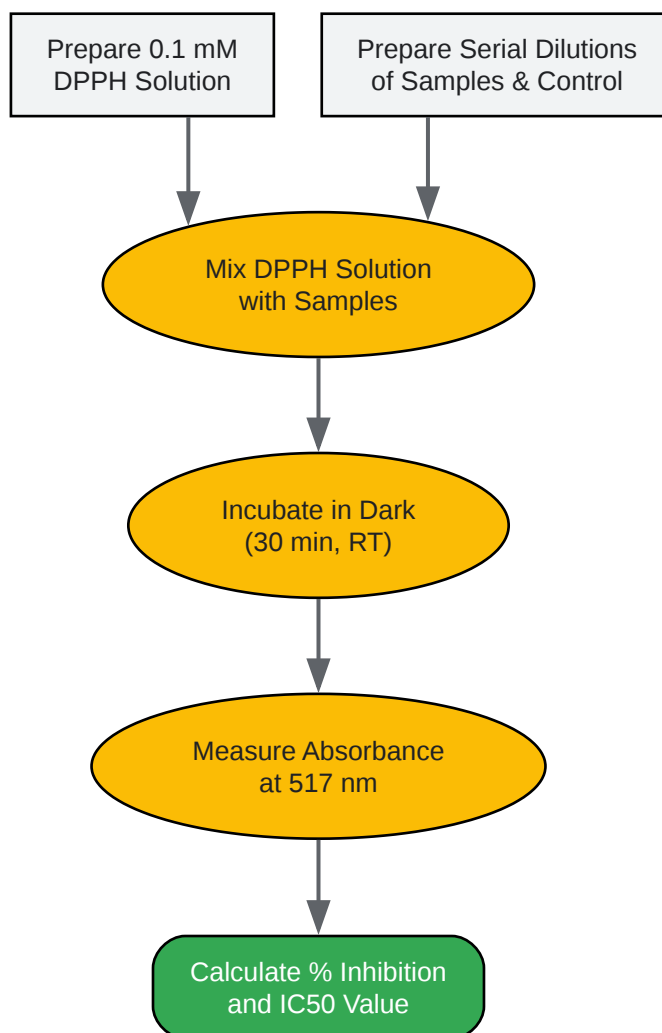 Prepare 0.1 mM
DPPH Solution
Prepare Serial Dilutions
of Samples & Control
Mix DPPH Solution
with Samples
Incubate in Dark
(30 min, RT)
Measure Absorbance
at 517 nm
Calculate % Inhibition
and IC50 Value